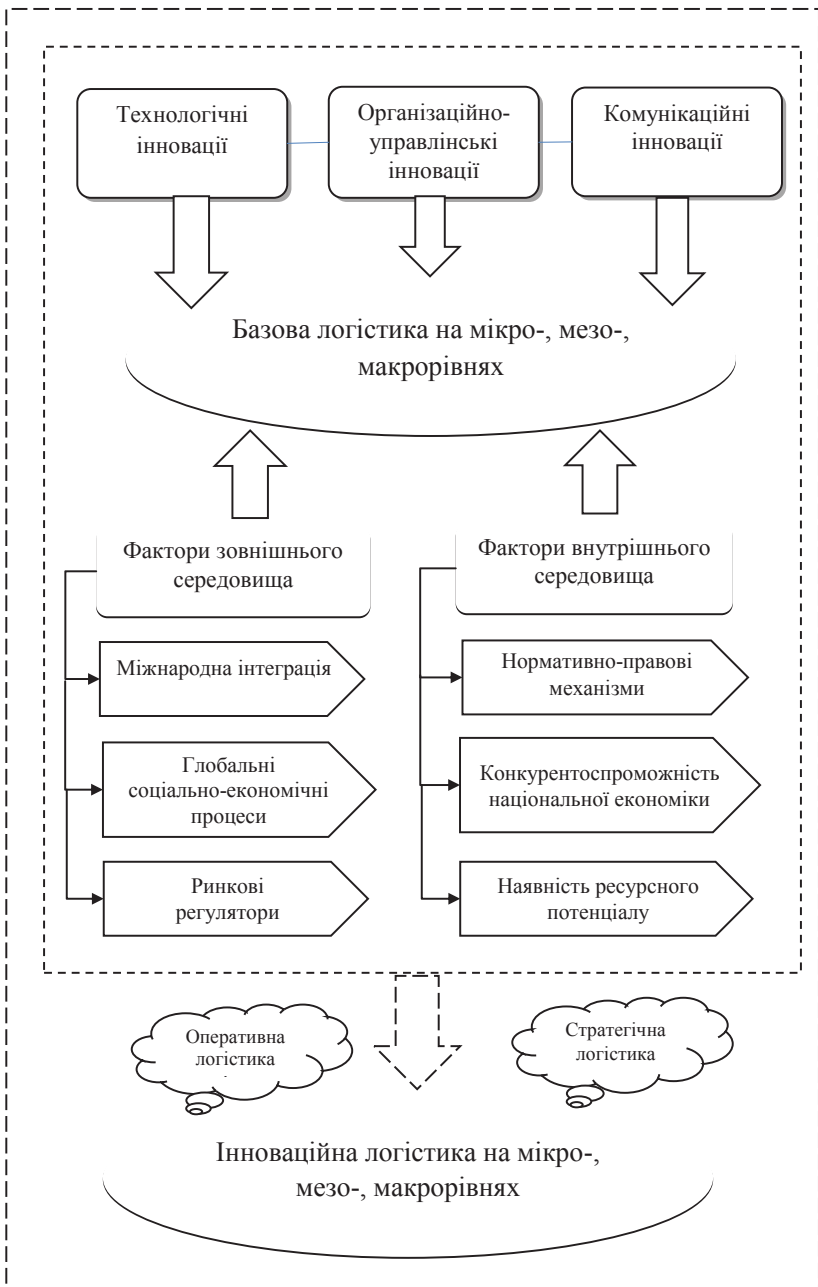 Технологічні
інновації
Організаційно-
управлінські
інновації
Комунікаційні
інновації
Базова логістика на мікро-, мезо-,
макрорівнях
Фактори зовнішнього
середовища
Фактори внутрішнього
середовища
Міжнародна інтеграція
Нормативно-правові
механізми
Глобальні
соціально-економічні
процеси
Конкурентоспроможність
національної економіки
Ринкові
регулятори
Наявність ресурсного
потенціалу
Оперативна
логістика
Стратегічна
логістика
Інноваційна логістика на мікро-,
мезо-, макрорівнях